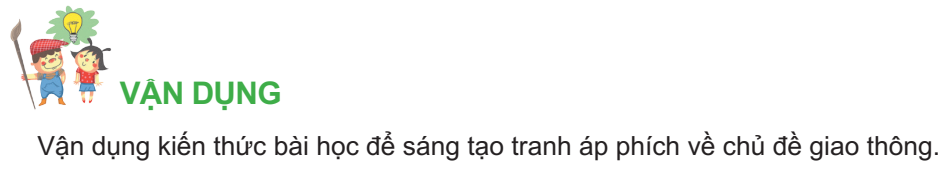 VẬN DỤNG
Vận dụng kiến thức bài học để sáng tạo tranh áp phích về chủ đề giao thông.